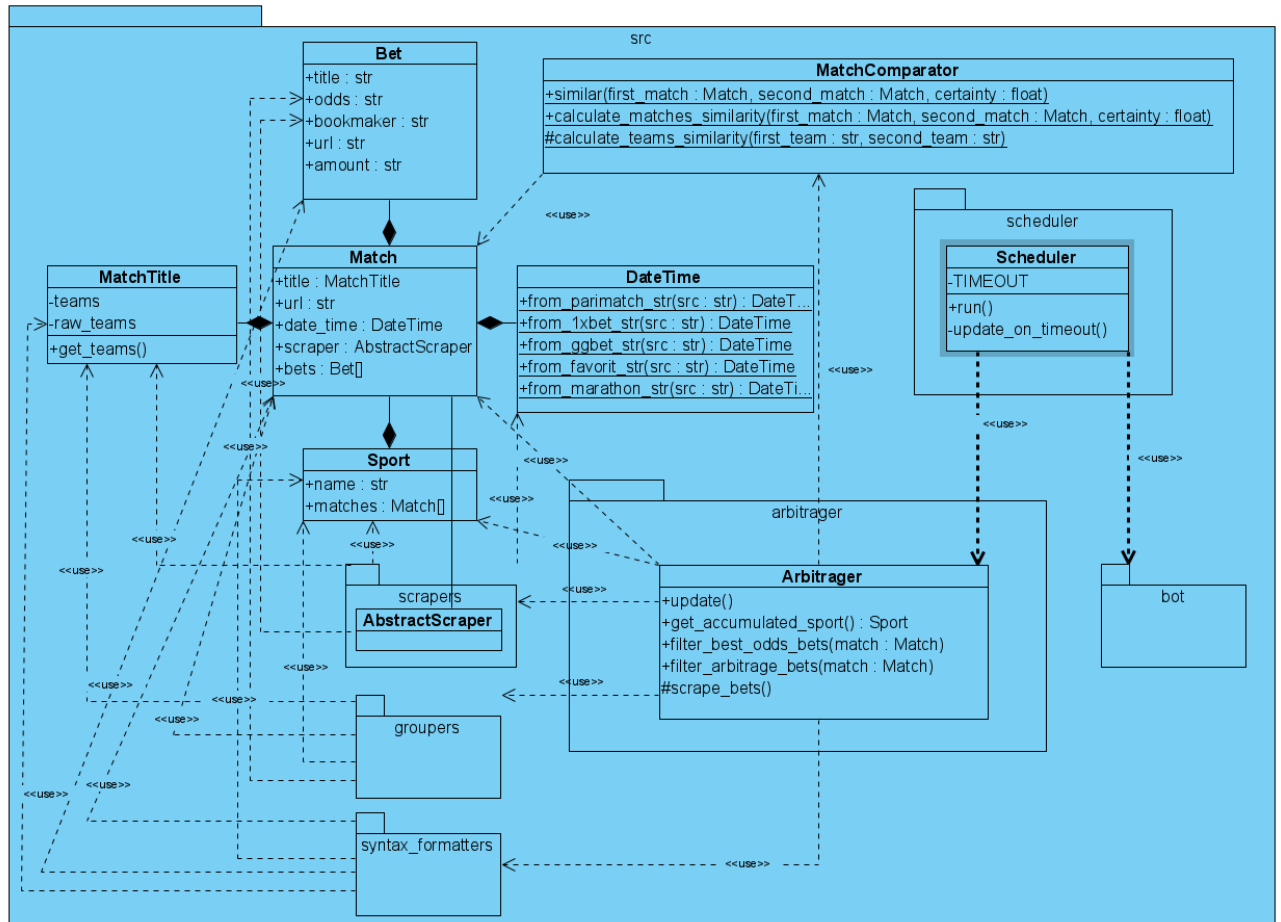 src
Bet
+title : str
+odds : str
+bookmaker : str
+url : str
+amount : str
MatchComparator
+similar(first_match : Match, second_match : Match, certainty : float)
+calculate_matches_similarity(first_match : Match, second_match : Match, certainty : float)
#calculate_teams_similarity(first_team : str, second_team : str)
<<use>>
scheduler
Scheduler
-TIMEOUT
+run()
-update_on_timeout()
MatchTitle
-teams
-raw_teams
+get_teams()
Match
+title : MatchTitle
+url : str
+date_time : DateTime
+scraper : AbstractScraper
+bets : Bet[]
DateTime
+from_parimatch_str(src : str) : DateT...
+from_1xbet_str(src : str) : DateTime
+from_ggbet_str(src : str) : DateTime
+from_favorit_str(src : str) : DateTime
+from_marathon_str(src : str) : DateTi...
<<use>>
<<use>>
<<use>>
<<use>>
<<use>>
<<use>>
Sport
+name : str
+matches : Match[]
<<use>>
arbitrager
<<use>>
<<use>>
<<use>>
<<use>>
<<use>>
scrapers
AbstractScraper
Arbitrager
+update()
+get_accumulated_sport() : Sport
+filter_best_odds_bets(match : Match)
+filter_arbitrage_bets(match : Match)
#scrape_bets()
bot
<<use>>
<<use>>
<<use>>
<<use>>
<<use>>
<<use>>
groupers
<<use>>
<<use>>
syntax_formatters
<<use>>